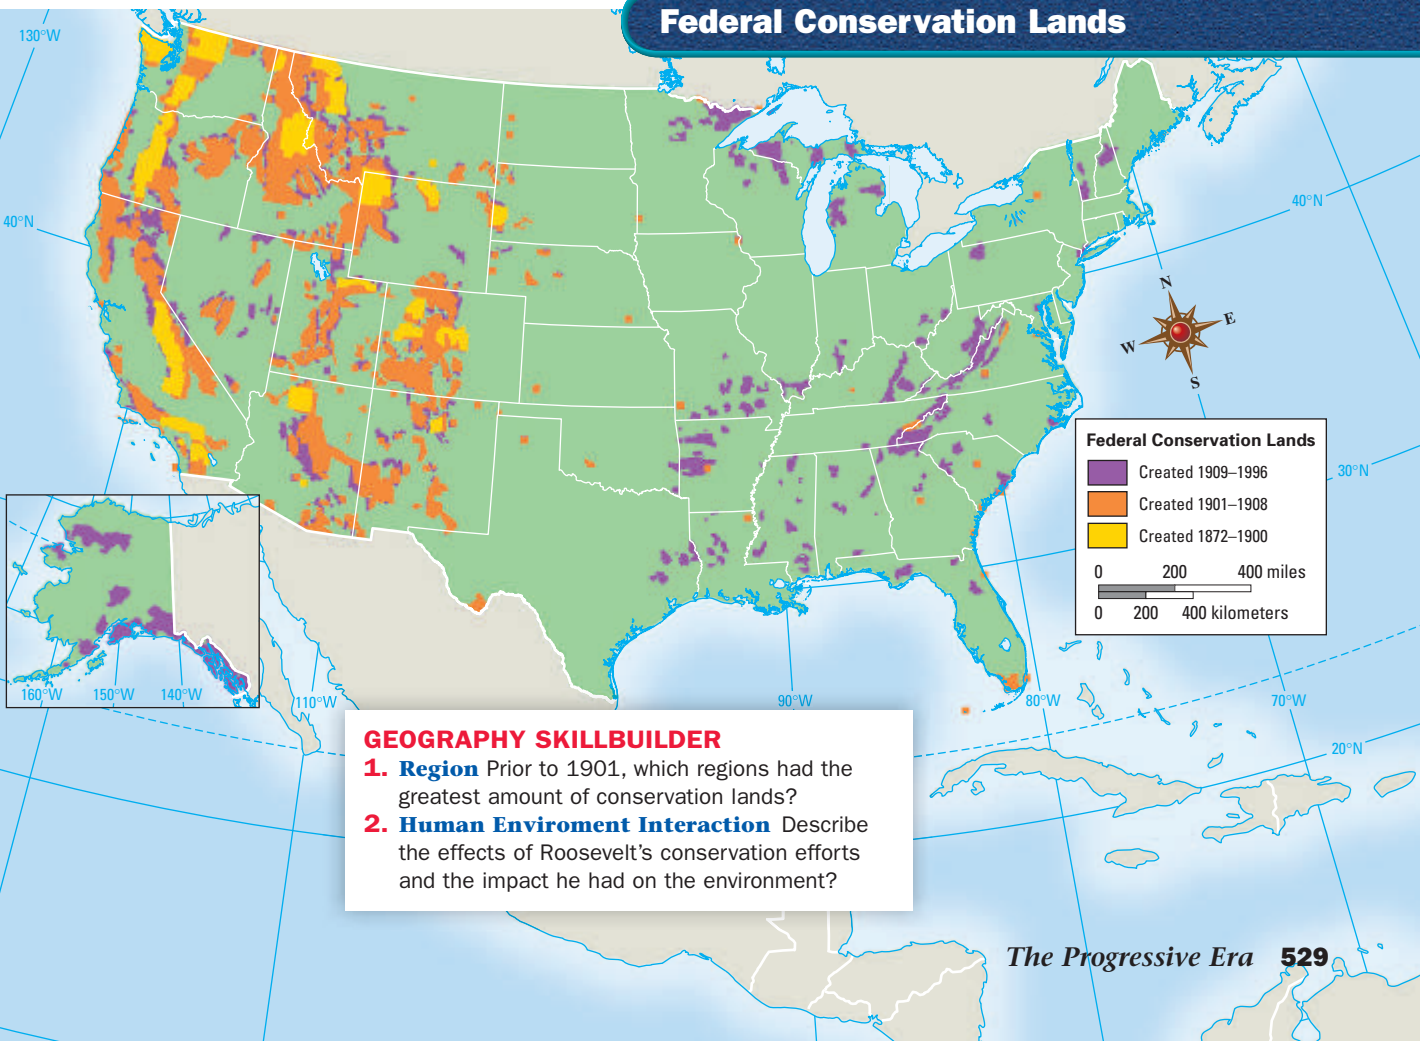 Federal Conservation Lands
130°W
40°N
40°N
N
E
W
S
Federal Conservation Lands
Created 1909–1996
Created 1901–1908
Created 1872–1900
0 200 400 miles
0 200 400 kilometers
30°N
160°W 150°W 140°W
110°W
90°W
80°W
70°W
20°N
GEOGRAPHY SKILLBUILDER
1. Region Prior to 1901, which regions had the
greatest amount of conservation lands?
2. Human Enviroment Interaction Describe
the effects of Roosevelt's conservation efforts
and the impact he had on the environment?
The Progressive Era 529